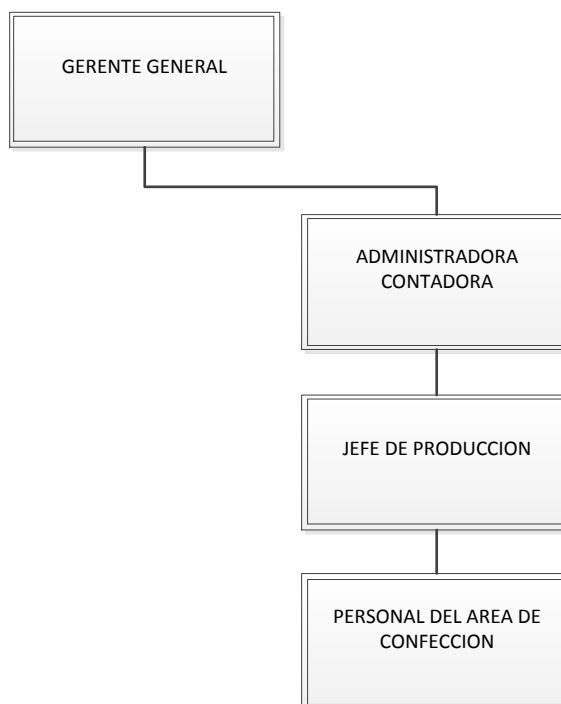 GERENTE GENERAL
ADMINISTRADORA
CONTADORA
JEFE DE PRODUCCION
PERSONAL DEL AREA DE
CONFECCION